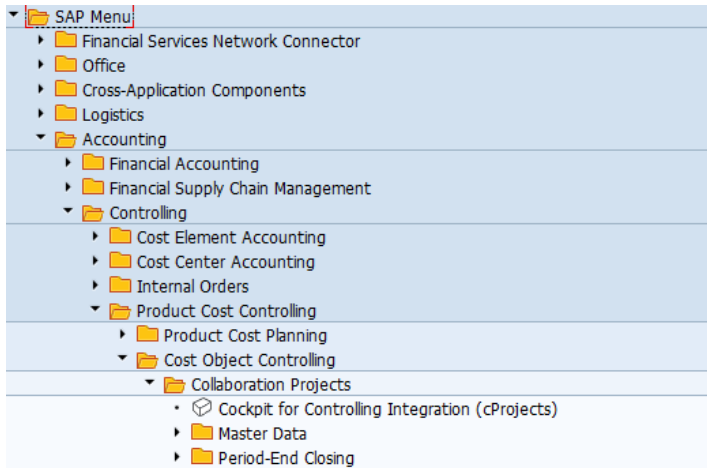 SAP Menu
Financial Services Network Connector
Office
Cross-Application Components
Logistics
Accounting
Financial Accounting
Financial Supply Chain Management
Controlling
Cost Element Accounting
Cost Center Accounting
Internal Orders
Product Cost Controlling
Product Cost Planning
Cost Object Controlling
Collaboration Projects
Cockpit for Controlling Integration (cProjects)
Master Data
Period-End Closing